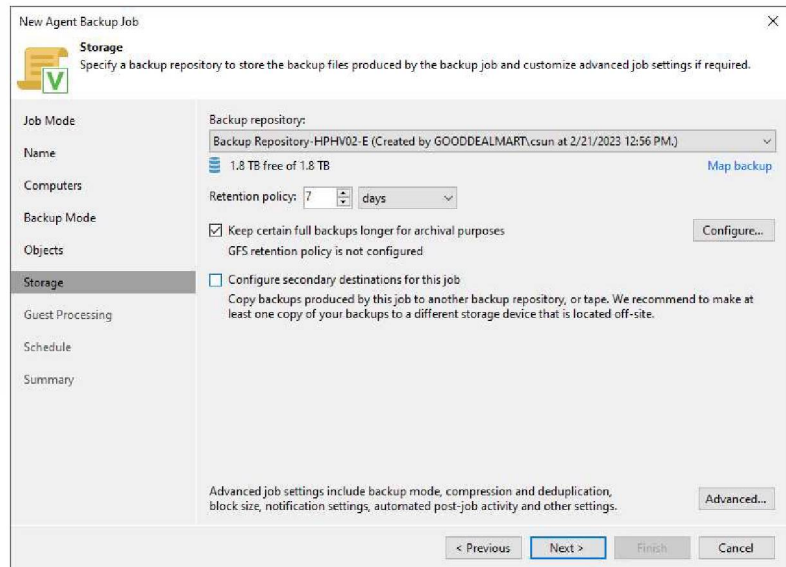 New Agent Backup Job
Storage
Specify a backup repository to store the backup files produced by the backup job and customize advanced job settings if required.
V
Job Mode
Name
Computers
Backup Mode
Objects
Storage
Guest Processing
Schedule
Summary
Backup repository:
Backup Repository-HPHV02-E (Created by GOODDEALMART\csun at 2/21/2023 12:56 PM.)
1.8 TB free of 1.8 TB
Map backup
Retention policy: 7 days
Keep certain full backups longer for archival purposes
Configure...
GFS retention policy is not configured
Configure secondary destinations for this job
Copy backups produced by this job to another backup repository, or tape. We recommend to make at
least one copy of your backups to a different storage device that is located off-site.
Advanced job settings include backup mode, compression and deduplication,
block size, notification settings, automated post-job activity and other settings.
Advanced...
< Previous
Next >
Finish
Cancel